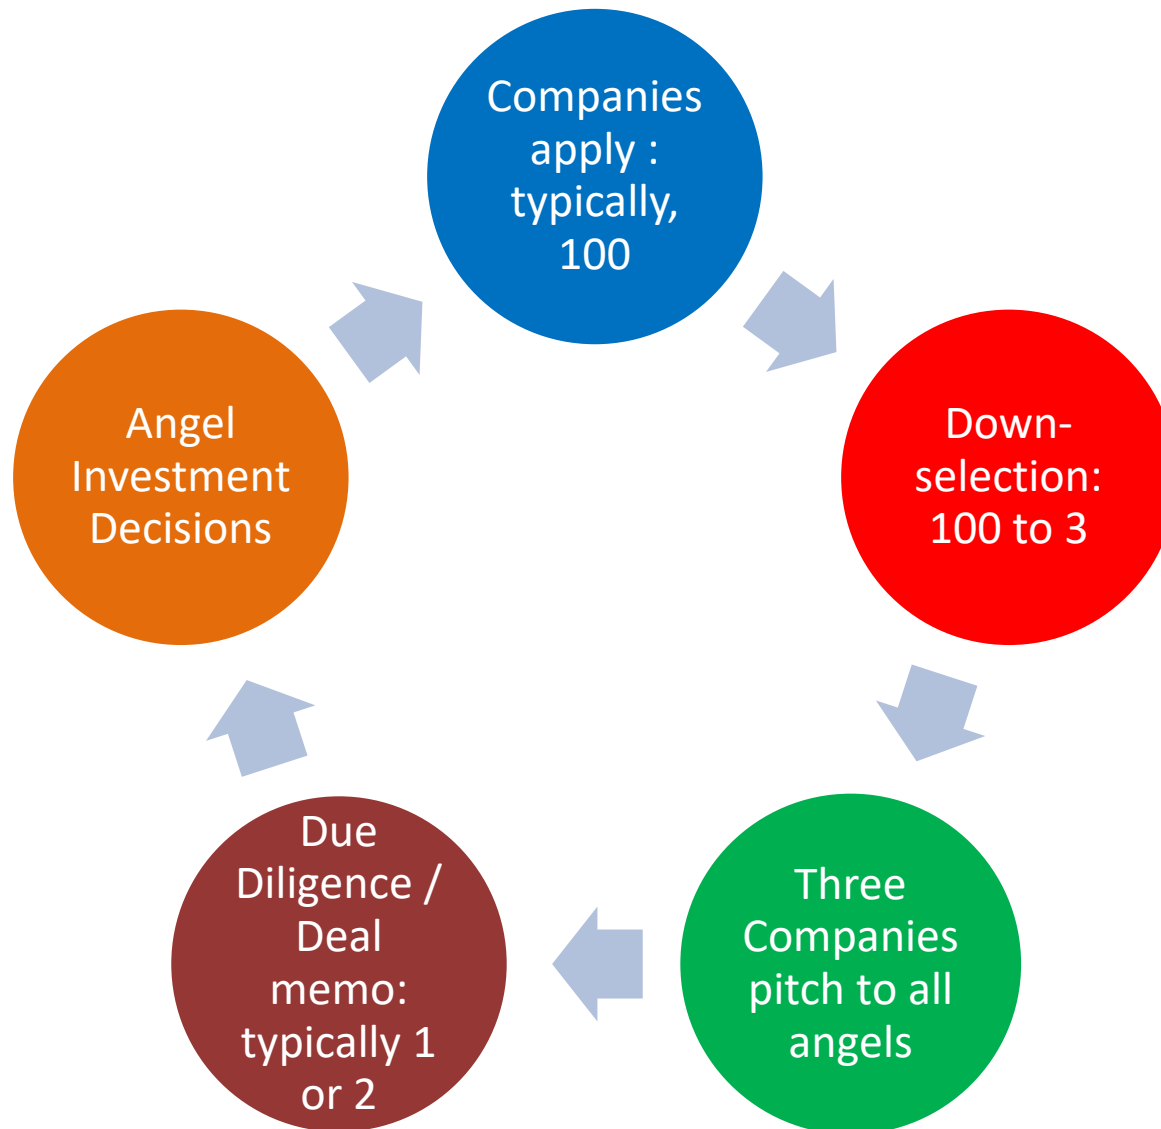 Companies
apply :
typically,
100
Down-
selection:
100 to 3
Three
Companies
pitch to all
angels
Due
Diligence /
Deal
memo:
typically 1
or 2
Angel
Investment
Decisions